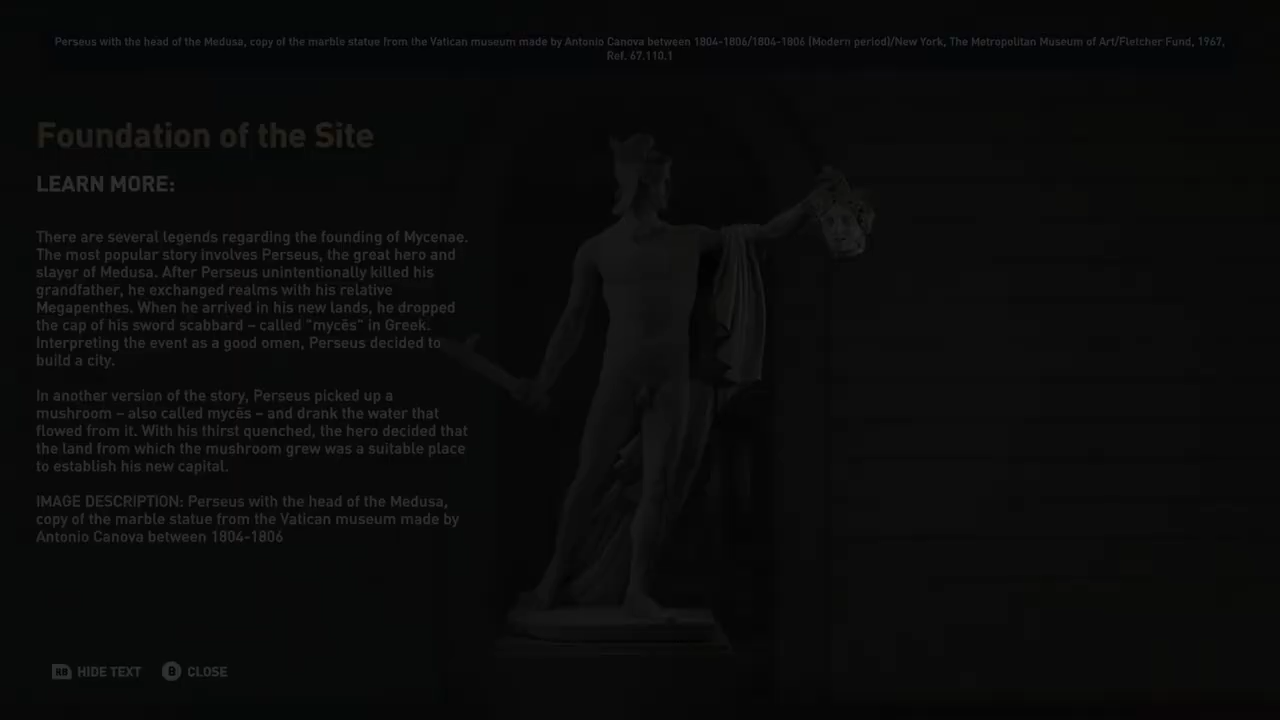 Perseus with the head of the Medusa, copy of the marble statue from the Vatican museum made by Antonio Canova between 1804-1806/1804-1806 (Modern period)/New York, The Metropolitan Museum of Art/Fletcher Fund, 1967,
Ref. 67.110.1
Foundation of the Site
LEARN MORE:
There are several legends regarding the founding of Mycenae.
The most popular story involves Perseus, the great hero and
slayer of Medusa. After Perseus unintentionally killed his
grandfather, he exchanged realms with his relative
Megapenthes. When he arrived in his new lands, he dropped
the cap of his sword scabbard – called "mycēs" in Greek.
Interpreting the event as a good omen, Perseus decided to
build a city.
In another version of the story, Perseus picked up a
mushroom – also called mycēs – and drank the water that
flowed from it. With his thirst quenched, the hero decided that
the land from which the mushroom grew was a suitable place
to establish his new capital.
IMAGE DESCRIPTION: Perseus with the head of the Medusa,
copy of the marble statue from the Vatican museum made by
Antonio Canova between 1804-1806
RB HIDE TEXT B CLOSE